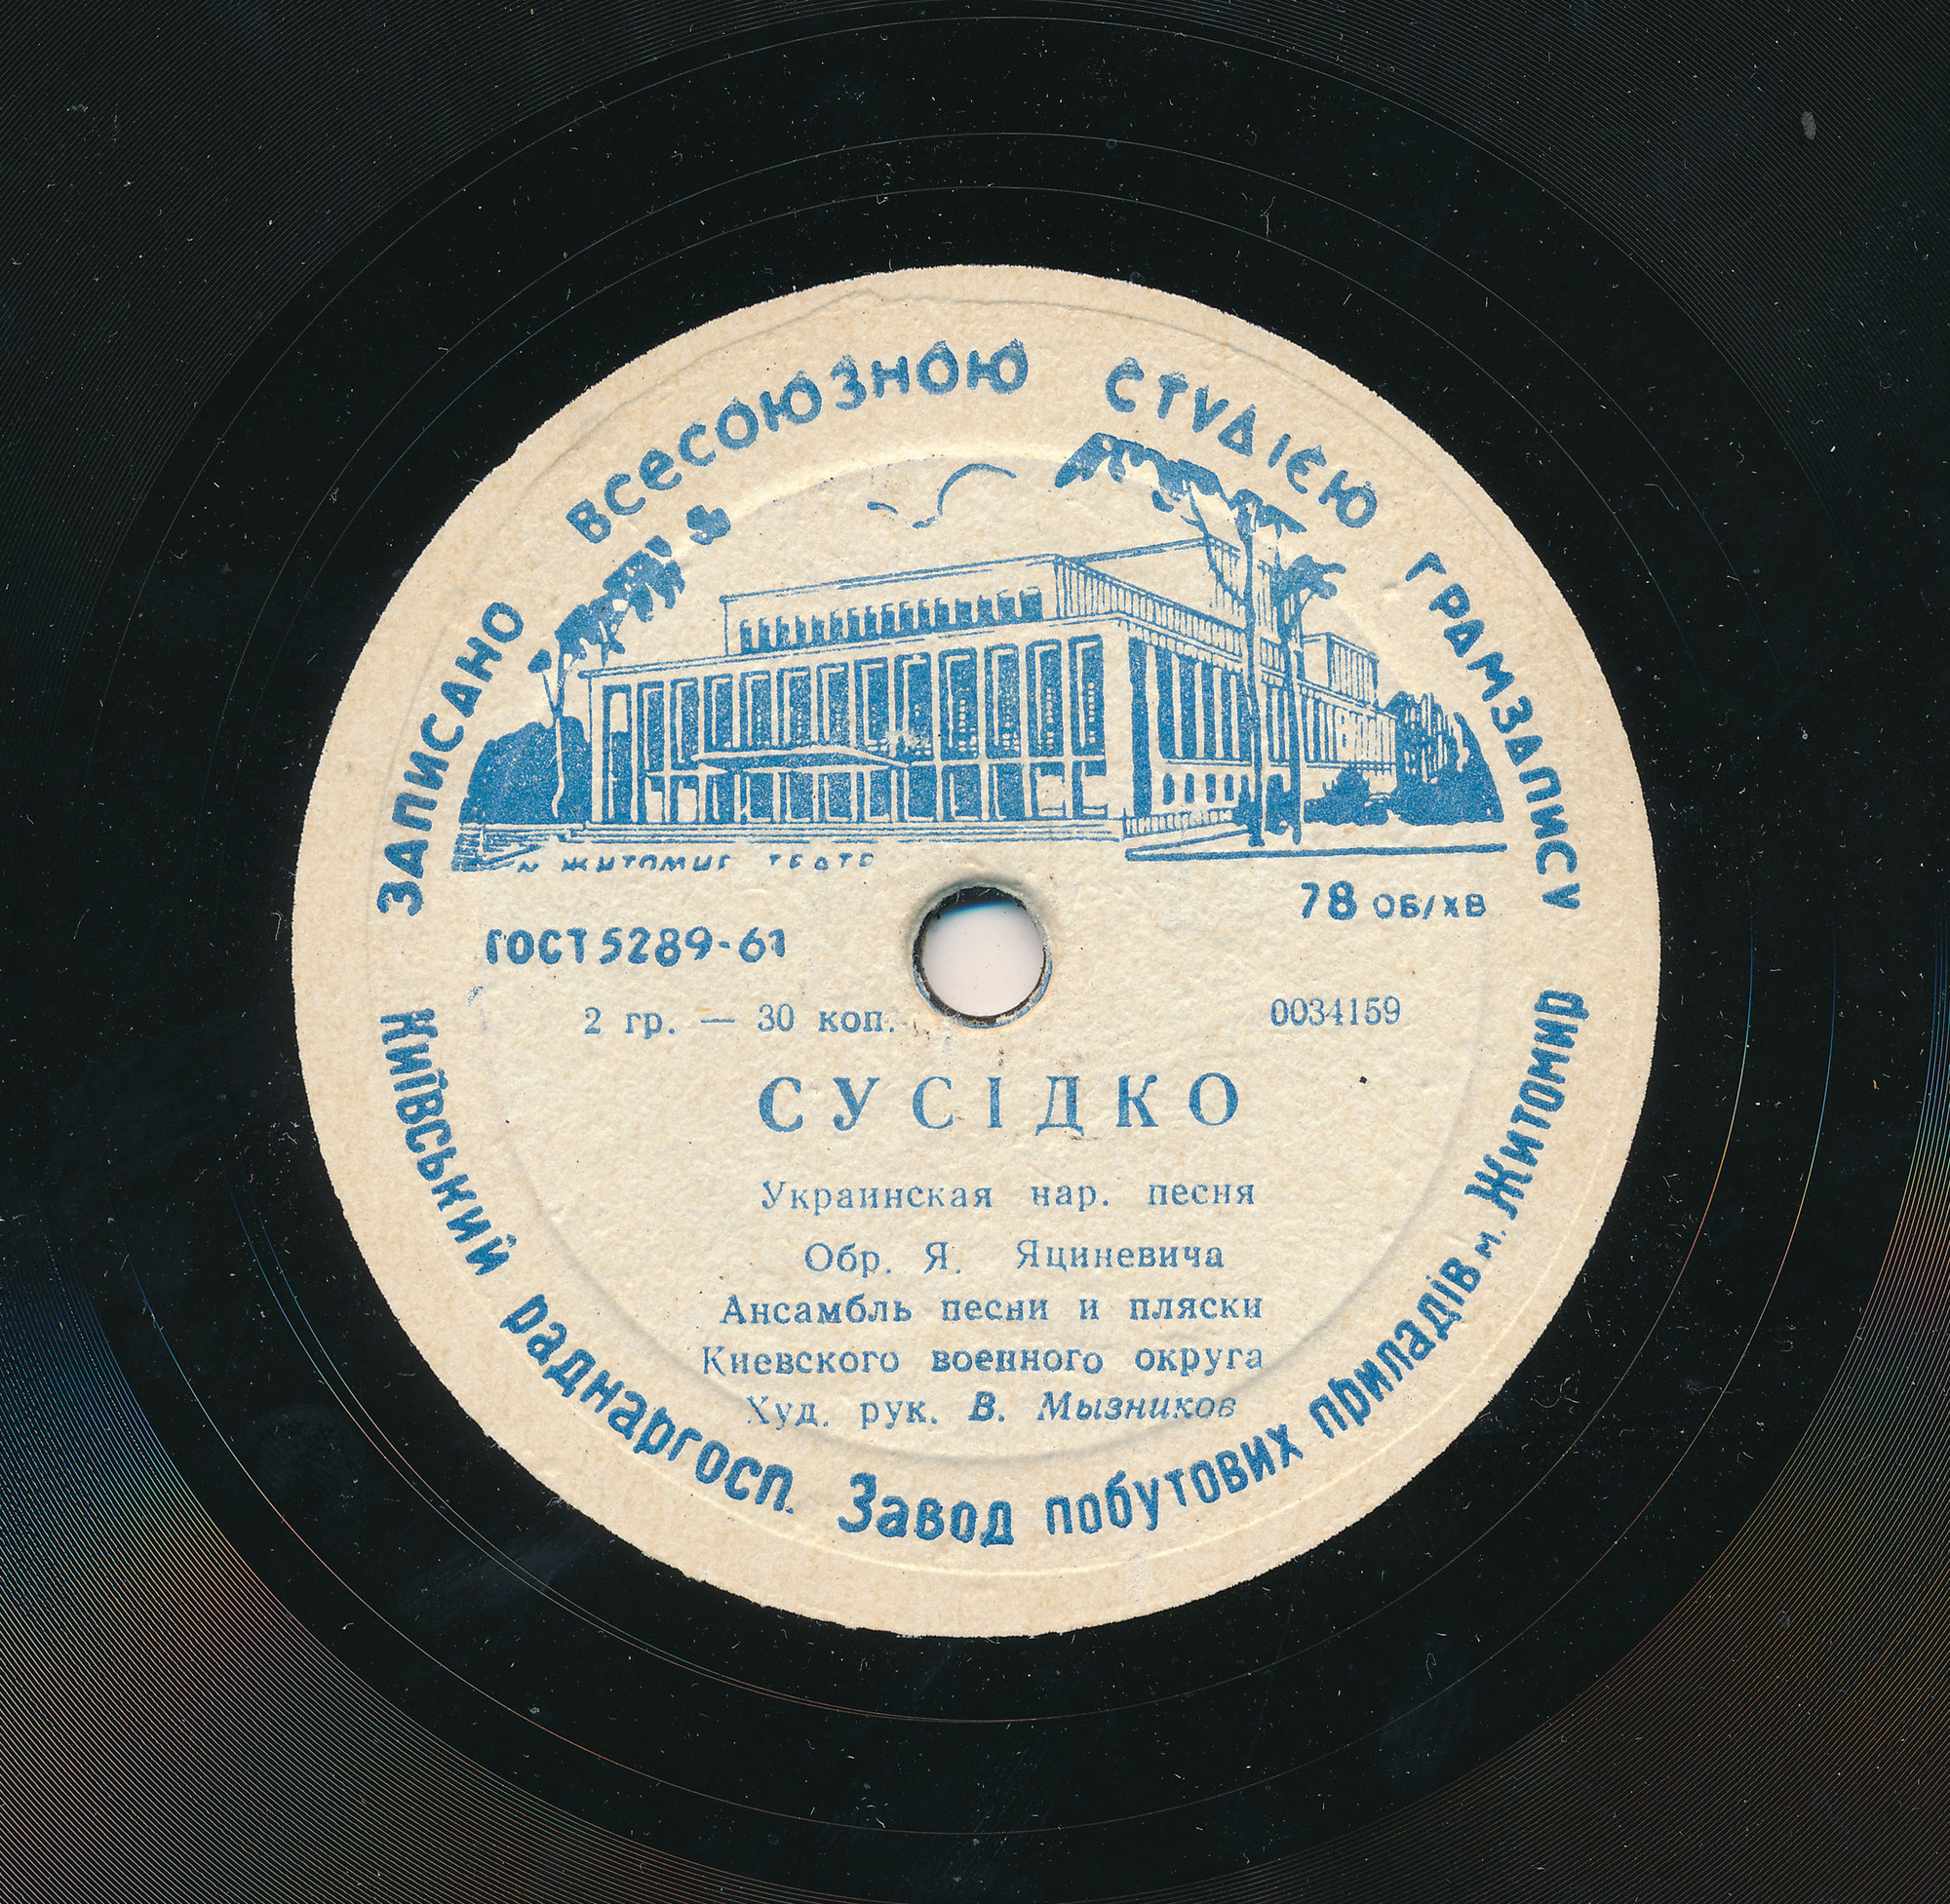 ЗАПИСАНО ВСЕСОЮЗНОЮ СТУДІЄЮ ГРАМЗАПИСУ
ЖИТОМИР ТЕАТР
78 ОБ/ХВ
ГОСТ 5289-61
2 гр. — 30 коп.
0034159
СУСІДКО
Украинская нар. песня
Обр. Я. Яциневича
Ансамбль песни и пляски
Киевского военного округа
Худ. рук. В. Мызников
Київський раднаргосп. Завод побутових приладів м. Житомир